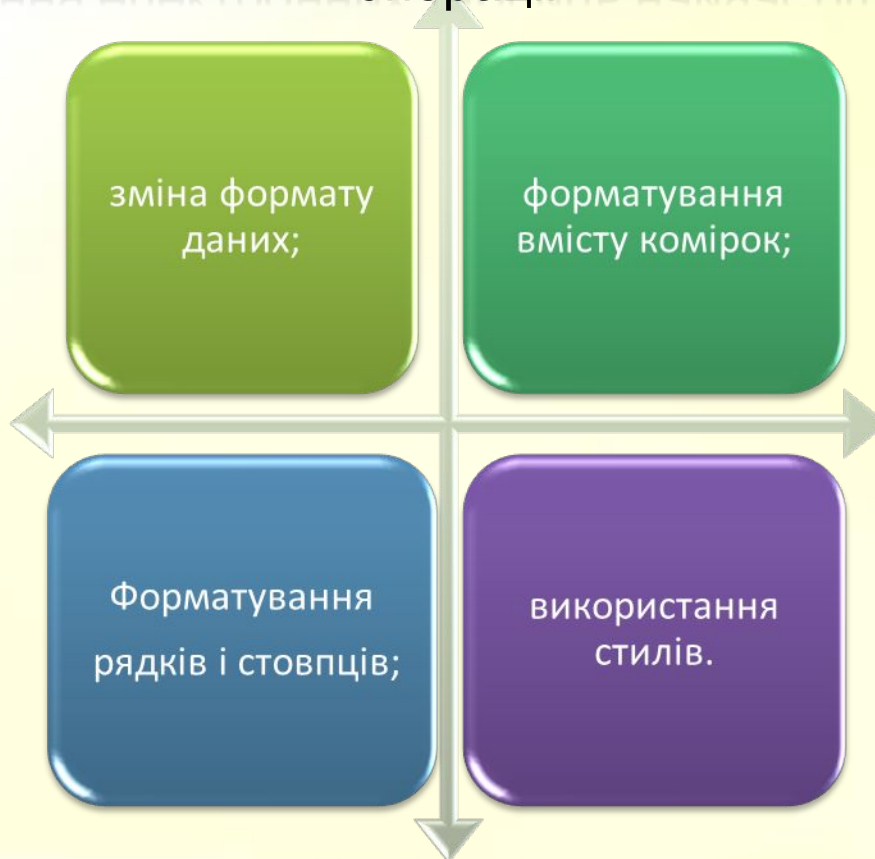 зміна формату
даних;
форматування
вмісту комірок;
Форматування
рядків і стовпців;
використання
стилів.